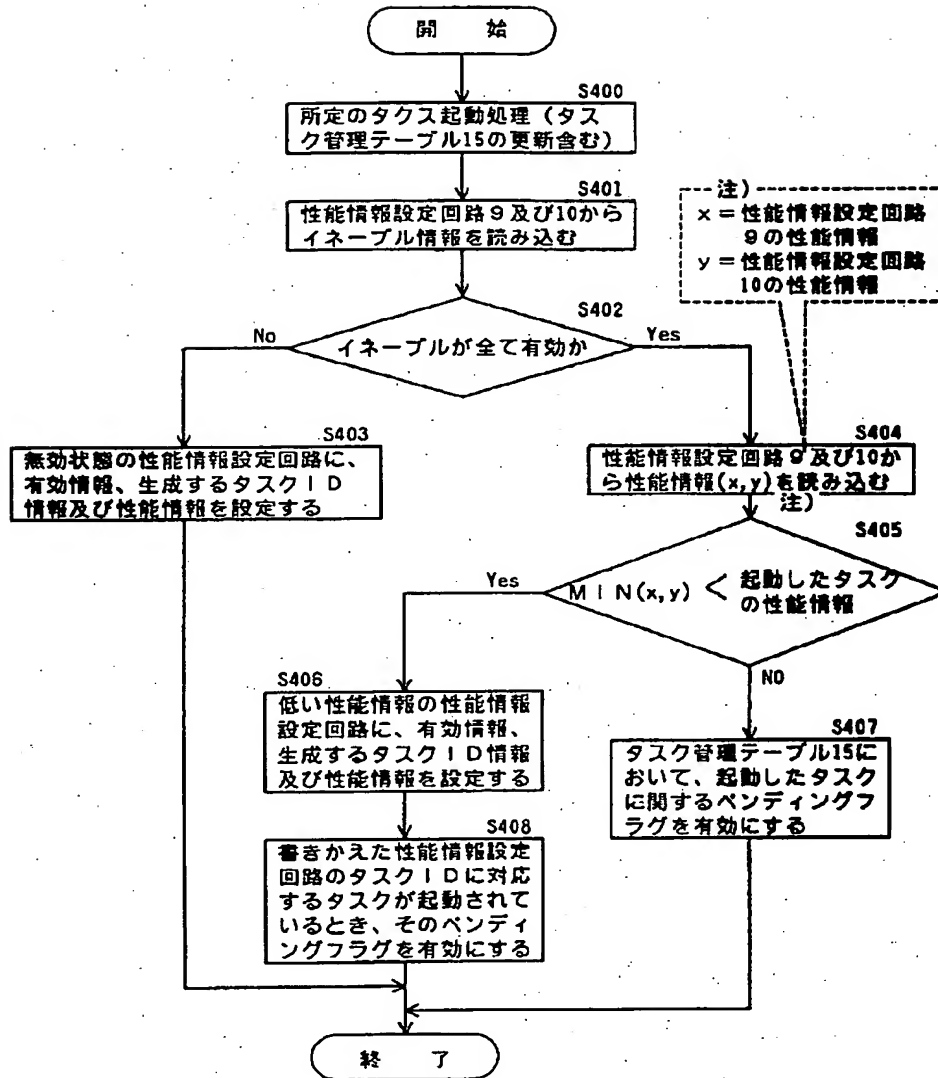 開 始
S400
所定のタクス起動処理(タス
ク管理テーブル15の更新含む)
S401
性能情報設定回路9及び10から
イネーブル情報を読み込む
注)
x=性能情報設定回路
9の性能情報
y=性能情報設定回路
10の性能情報
S402
イネーブルが全て有効か
No
Yes
S403
無効状態の性能情報設定回路に、
有効情報、生成するタスクID
情報及び性能情報を設定する
S404
性能情報設定回路9及び10か
ら性能情報(x,y)を読み込む
注)
S405
MIN(x,y) < 起動したタスク
の性能情報
Yes
NO
S406
低い性能情報の性能情報
設定回路に、有効情報、
生成するタスクID情報
及び性能情報を設定する
S407
タスク管理テーブル15に
おいて、起動したタスク
に関するペンディングフ
ラグを有効にする
S408
書きかえた性能情報設定
回路のタスクIDに対応
するタスクが起動されて
いるとき、そのペンディ
ングフラグを有効にする
終 了